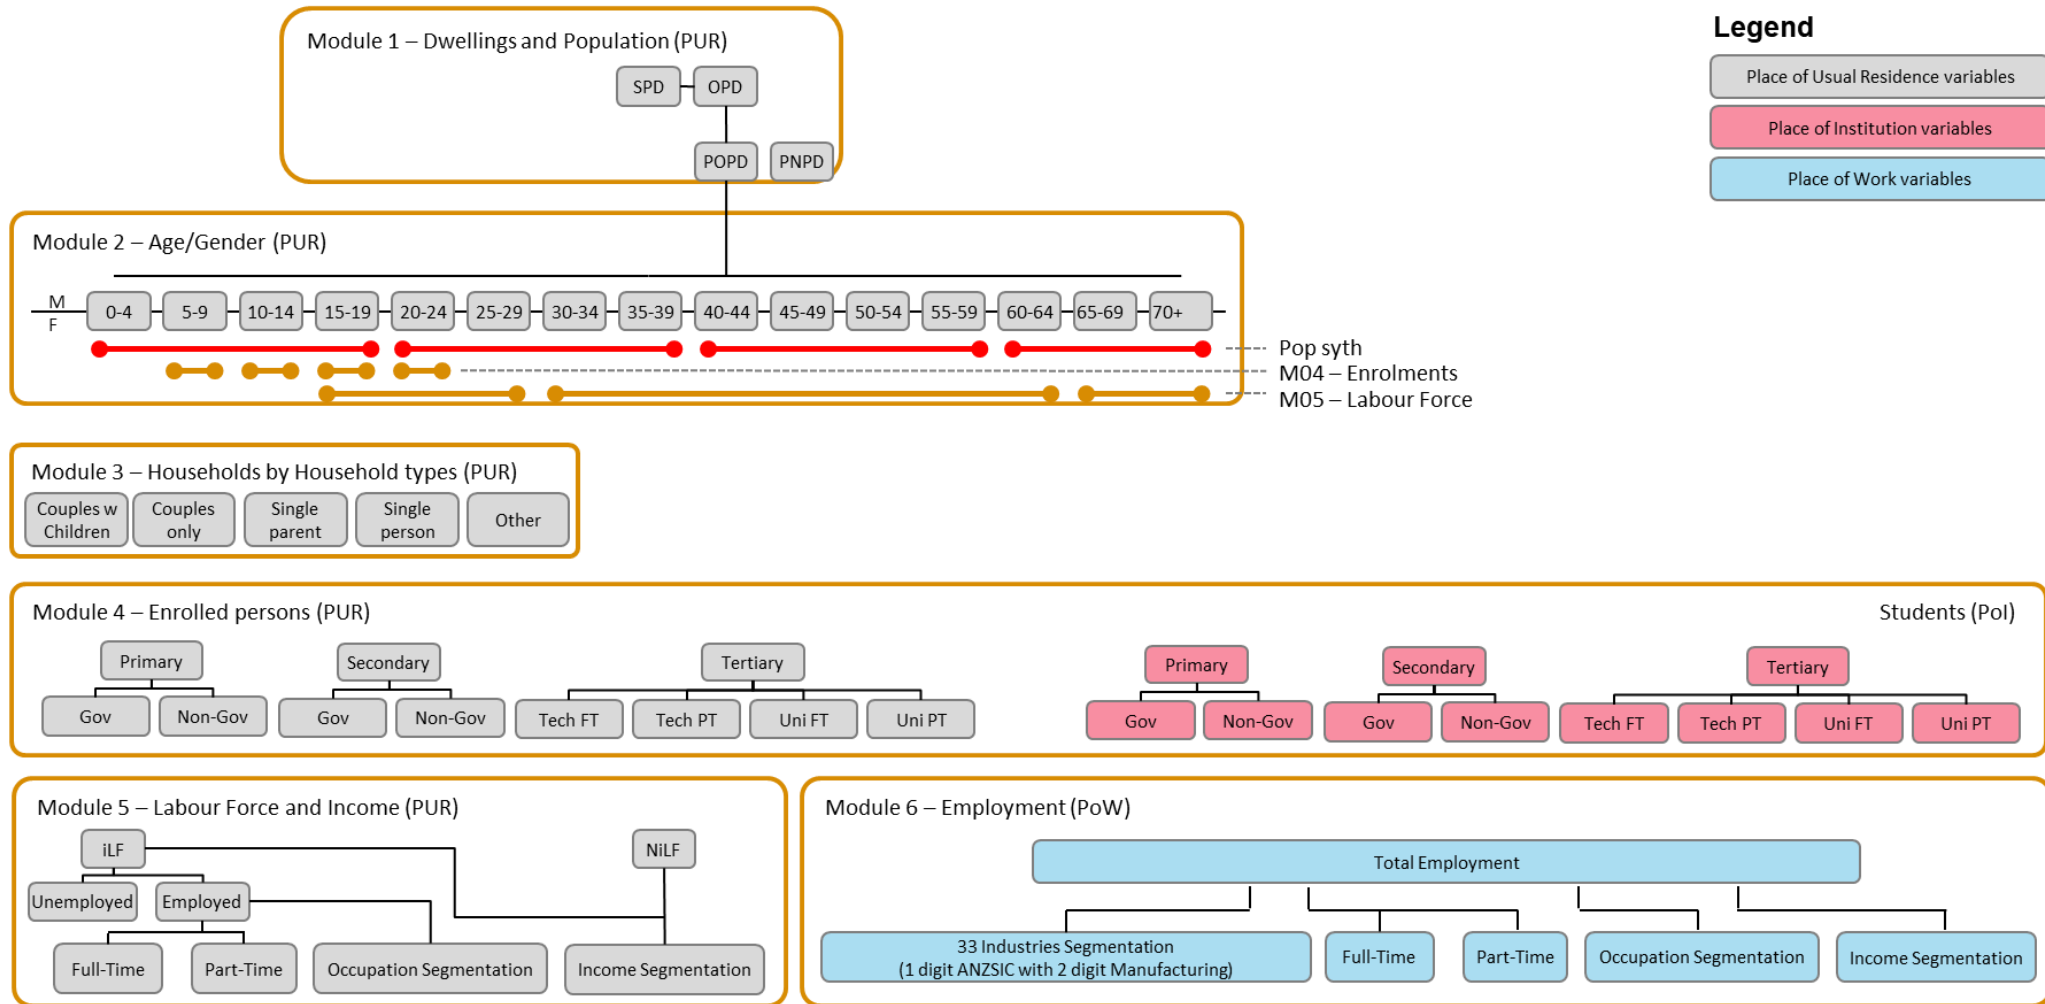 Module 1 – Dwellings and Population (PUR)
SPD
OPD
POPD
PNPD
Legend
Place of Usual Residence variables
Place of Institution variables
Place of Work variables
Module 2 – Age/Gender (PUR)
M
F
0-4
5-9
10-14
15-19
20-24
25-29
30-34
35-39
40-44
45-49
50-54
55-59
60-64
65-69
70+
Pop syth
M04 – Enrolments
M05 – Labour Force
Module 3 – Households by Household types (PUR)
Couples w
Children
Couples
only
Single
parent
Single
person
Other
Module 4 – Enrolled persons (PUR)
Students (PoI)
Primary
Gov
Non-Gov
Secondary
Gov
Non-Gov
Tertiary
Tech FT
Tech PT
Uni FT
Uni PT
Primary
Gov
Non-Gov
Secondary
Gov
Non-Gov
Tertiary
Tech FT
Tech PT
Uni FT
Uni PT
Module 5 – Labour Force and Income (PUR)
iLF
NiLF
Unemployed
Employed
Full-Time
Part-Time
Occupation Segmentation
Income Segmentation
Module 6 – Employment (PoW)
Total Employment
33 Industries Segmentation
(1 digit ANZSIC with 2 digit Manufacturing)
Full-Time
Part-Time
Occupation Segmentation
Income Segmentation